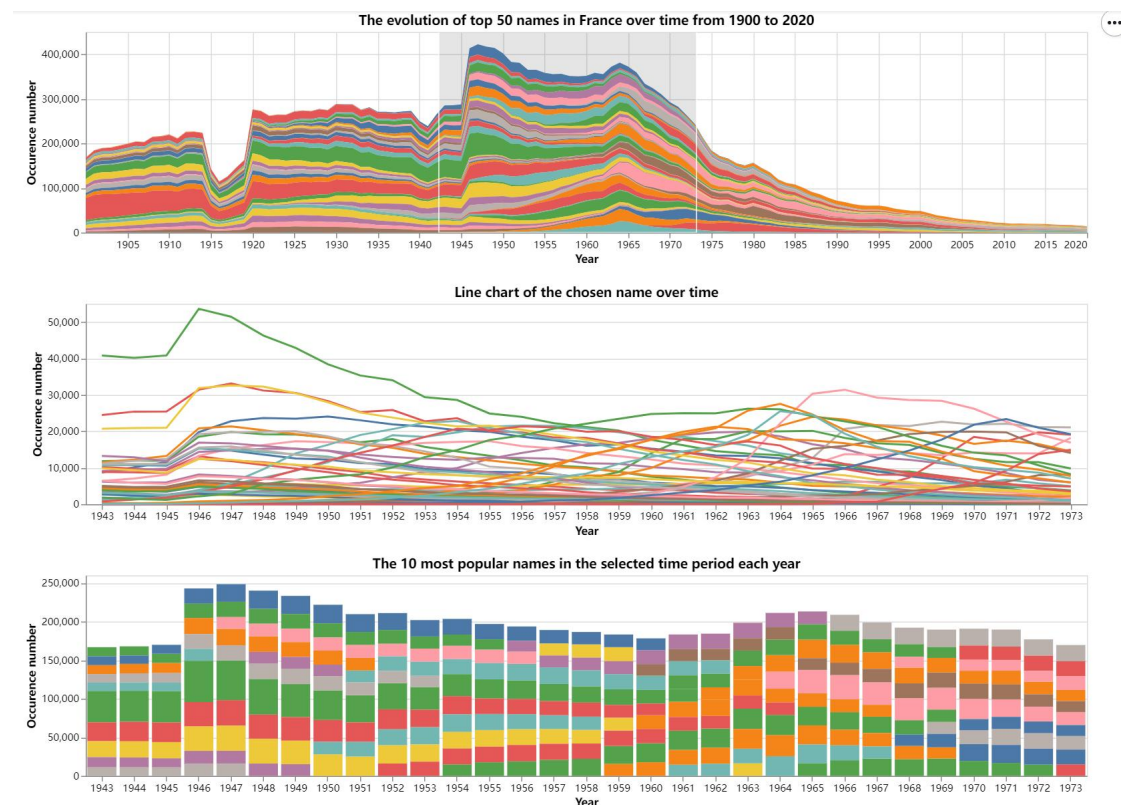 The evolution of top 50 names in France over time from 1900 to 2020
Occurence number
400,000
300,000
200,000
100,000
0
1905 1910 1915 1920 1925 1930 1935 1940 1945 1950 1955 1960 1965 1970 1975 1980 1985 1990 1995 2000 2005 2010 2015 2020
Year
Line chart of the chosen name over time
Occurence number
50,000
40,000
30,000
20,000
10,000
0
1943 1944 1945 1946 1947 1948 1949 1950 1951 1952 1953 1954 1955 1956 1957 1958 1959 1960 1961 1962 1963 1964 1965 1966 1967 1968 1969 1970 1971 1972 1973
Year
The 10 most popular names in the selected time period each year
Occurence number
250,000
200,000
150,000
100,000
50,000
0
1943 1944 1945 1946 1947 1948 1949 1950 1951 1952 1953 1954 1955 1956 1957 1958 1959 1960 1961 1962 1963 1964 1965 1966 1967 1968 1969 1970 1971 1972 1973
Year